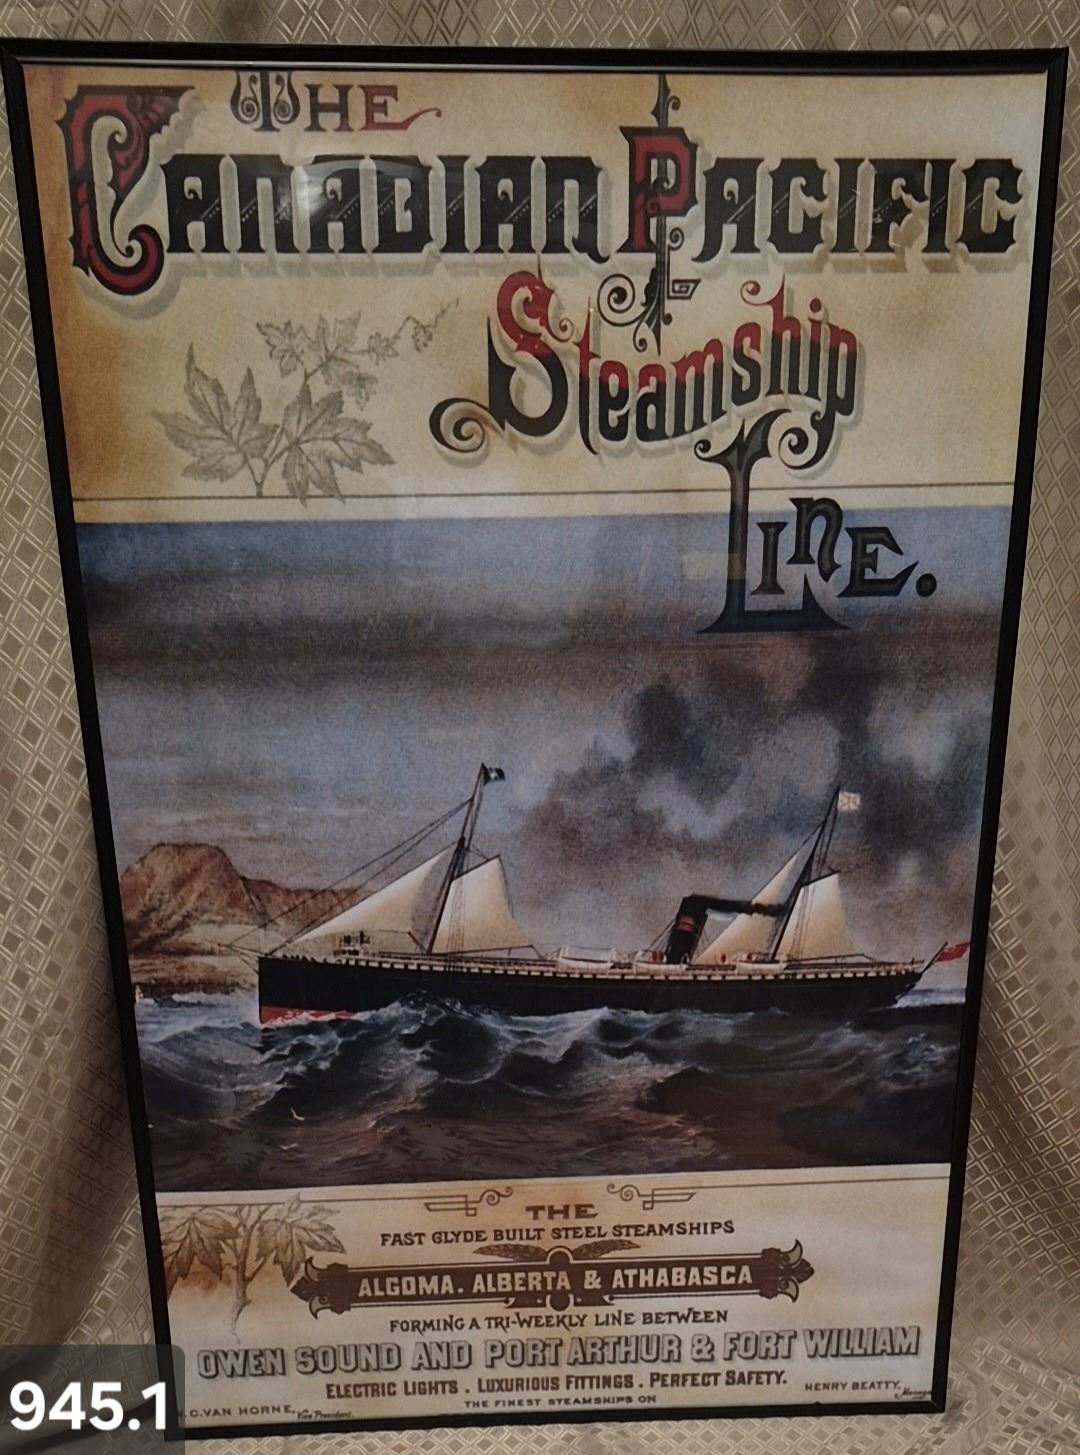 THE
CANADIAN PACIFIC
Steamship
LINE.
THE
FAST CLYDE BUILT STEEL STEAMSHIPS
ALGOMA. ALBERTA & ATHABASCA
FORMING A TRI-WEEKLY LINE BETWEEN
OWEN SOUND AND PORT ARTHUR & FORT WILLIAM
ELECTRIC LIGHTS . LUXURIOUS FITTINGS . PERFECT SAFETY.
HENRY BEATTY,
C. VAN HORNE, Vice President.
THE FINEST STEAMSHIPS ON
945.1